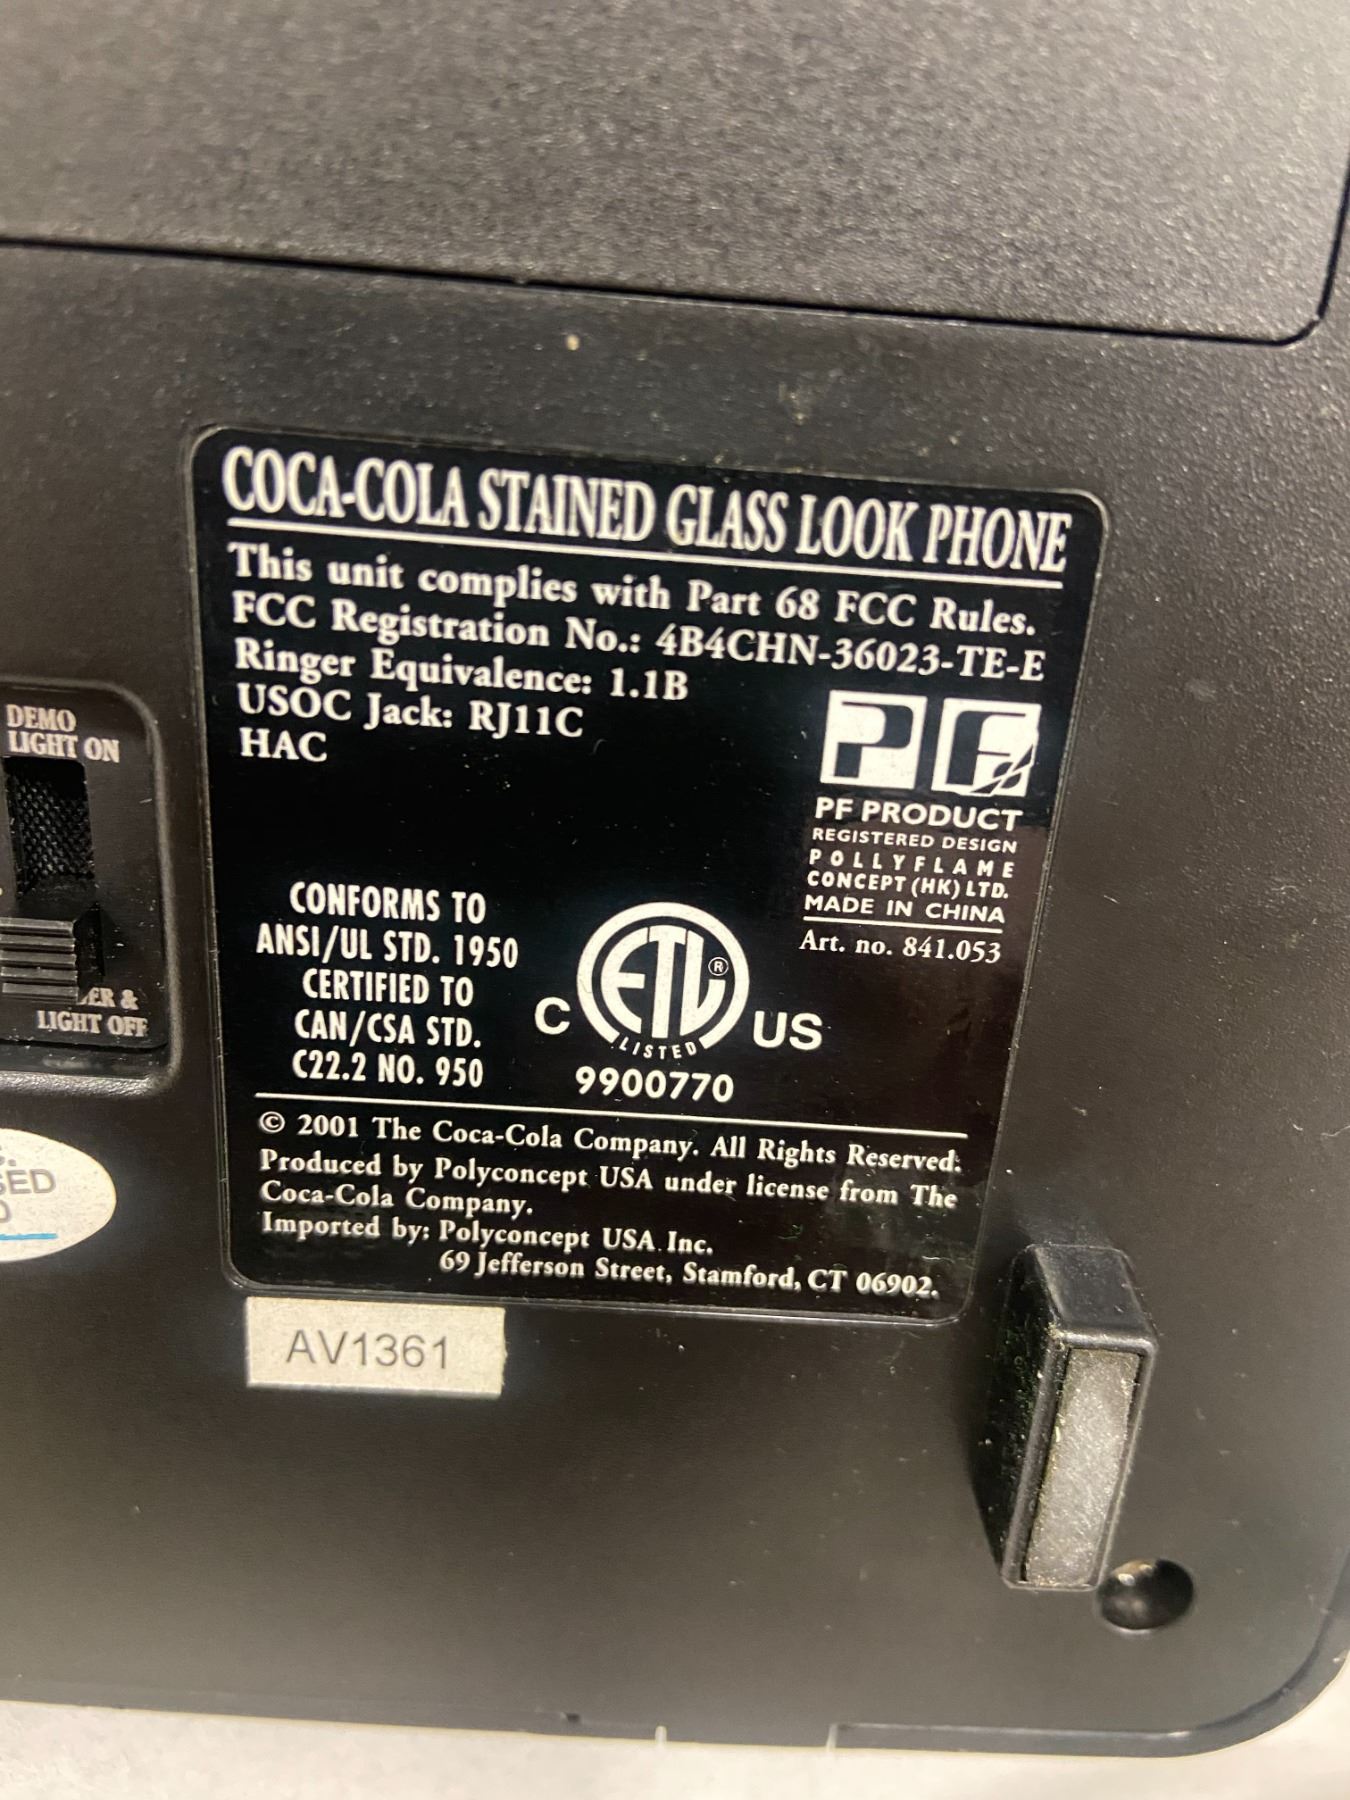 COCA-COLA STAINED GLASS LOOK PHONE
This unit complies with Part 68 FCC Rules.
FCC Registration No.: 4B4CHN-36023-TE-E
Ringer Equivalence: 1.1B
USOC Jack: RJ11C
HAC
PF
PF PRODUCT
REGISTERED DESIGN
POLLYFLAME
CONCEPT (HK) LTD.
MADE IN CHINA
Art. no. 841.053
CONFORMS TO
ANSI/UL STD. 1950
CERTIFIED TO
CAN/CSA STD.
C22.2 NO. 950
C ETL® US
LISTED
9900770
© 2001 The Coca-Cola Company. All Rights Reserved.
Produced by Polyconcept USA under license from The
Coca-Cola Company.
Imported by: Polyconcept USA Inc.
69 Jefferson Street, Stamford, CT 06902.
AV1361
DEMO
LIGHT ON
&
LIGHT OFF